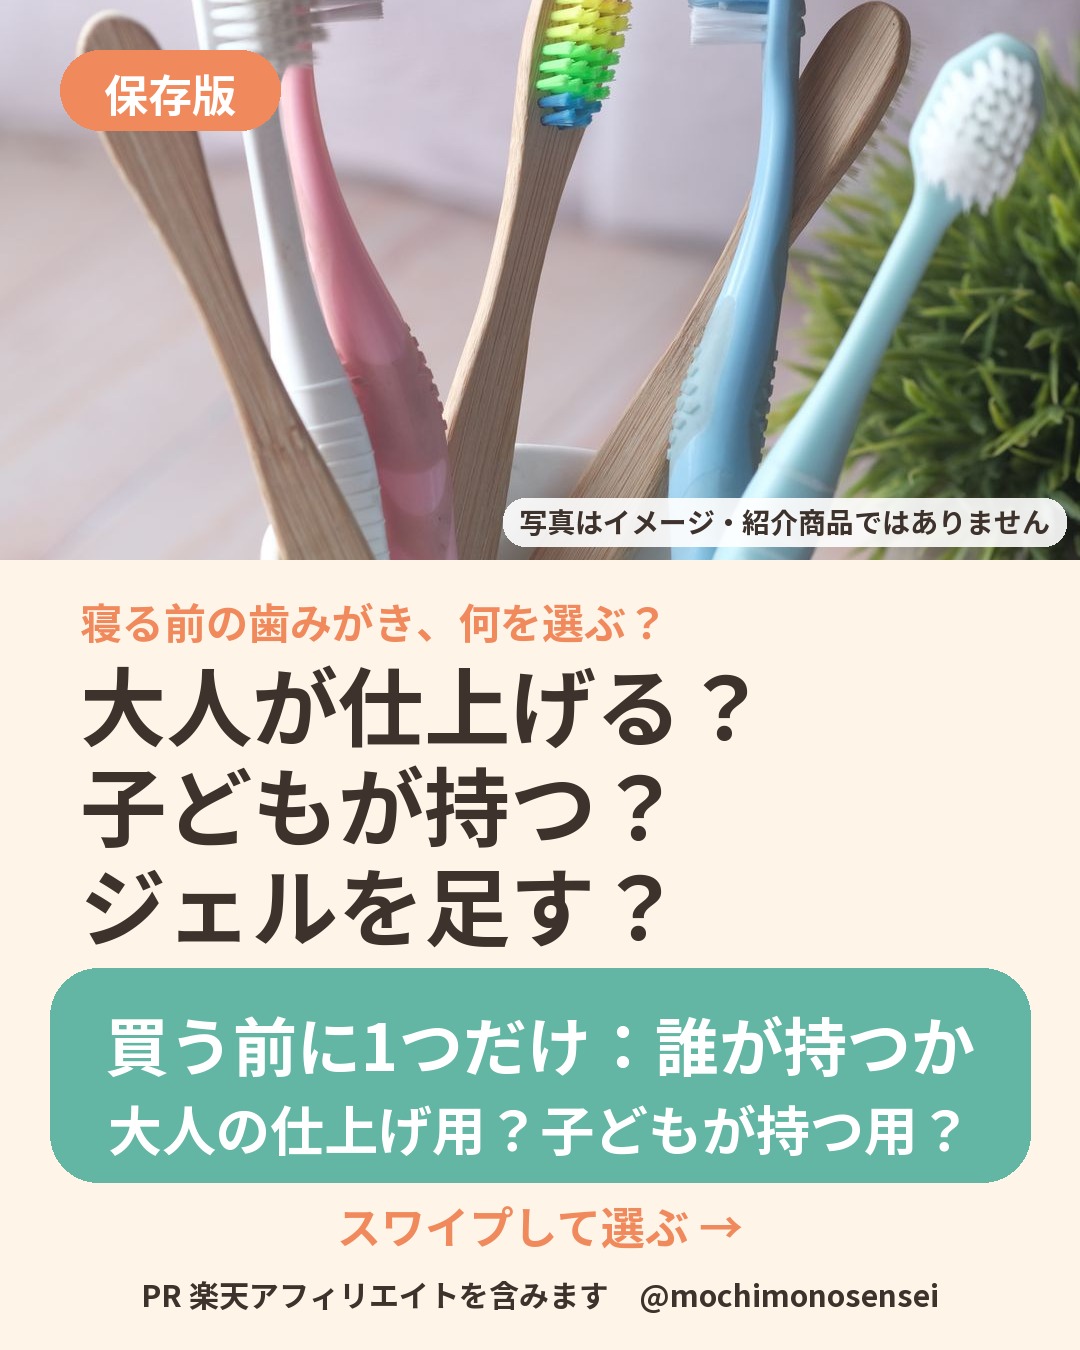 保存版
写真はイメージ・紹介商品ではありません
寝る前の歯みがき、何を選ぶ？
大人が仕上げる？
子どもが持つ？
ジェルを足す？
買う前に1つだけ：誰が持つか
大人の仕上げ用？子どもが持つ用？
スワイプして選ぶ→
PR 楽天アフィリエイトを含みます　@mochimonosensei